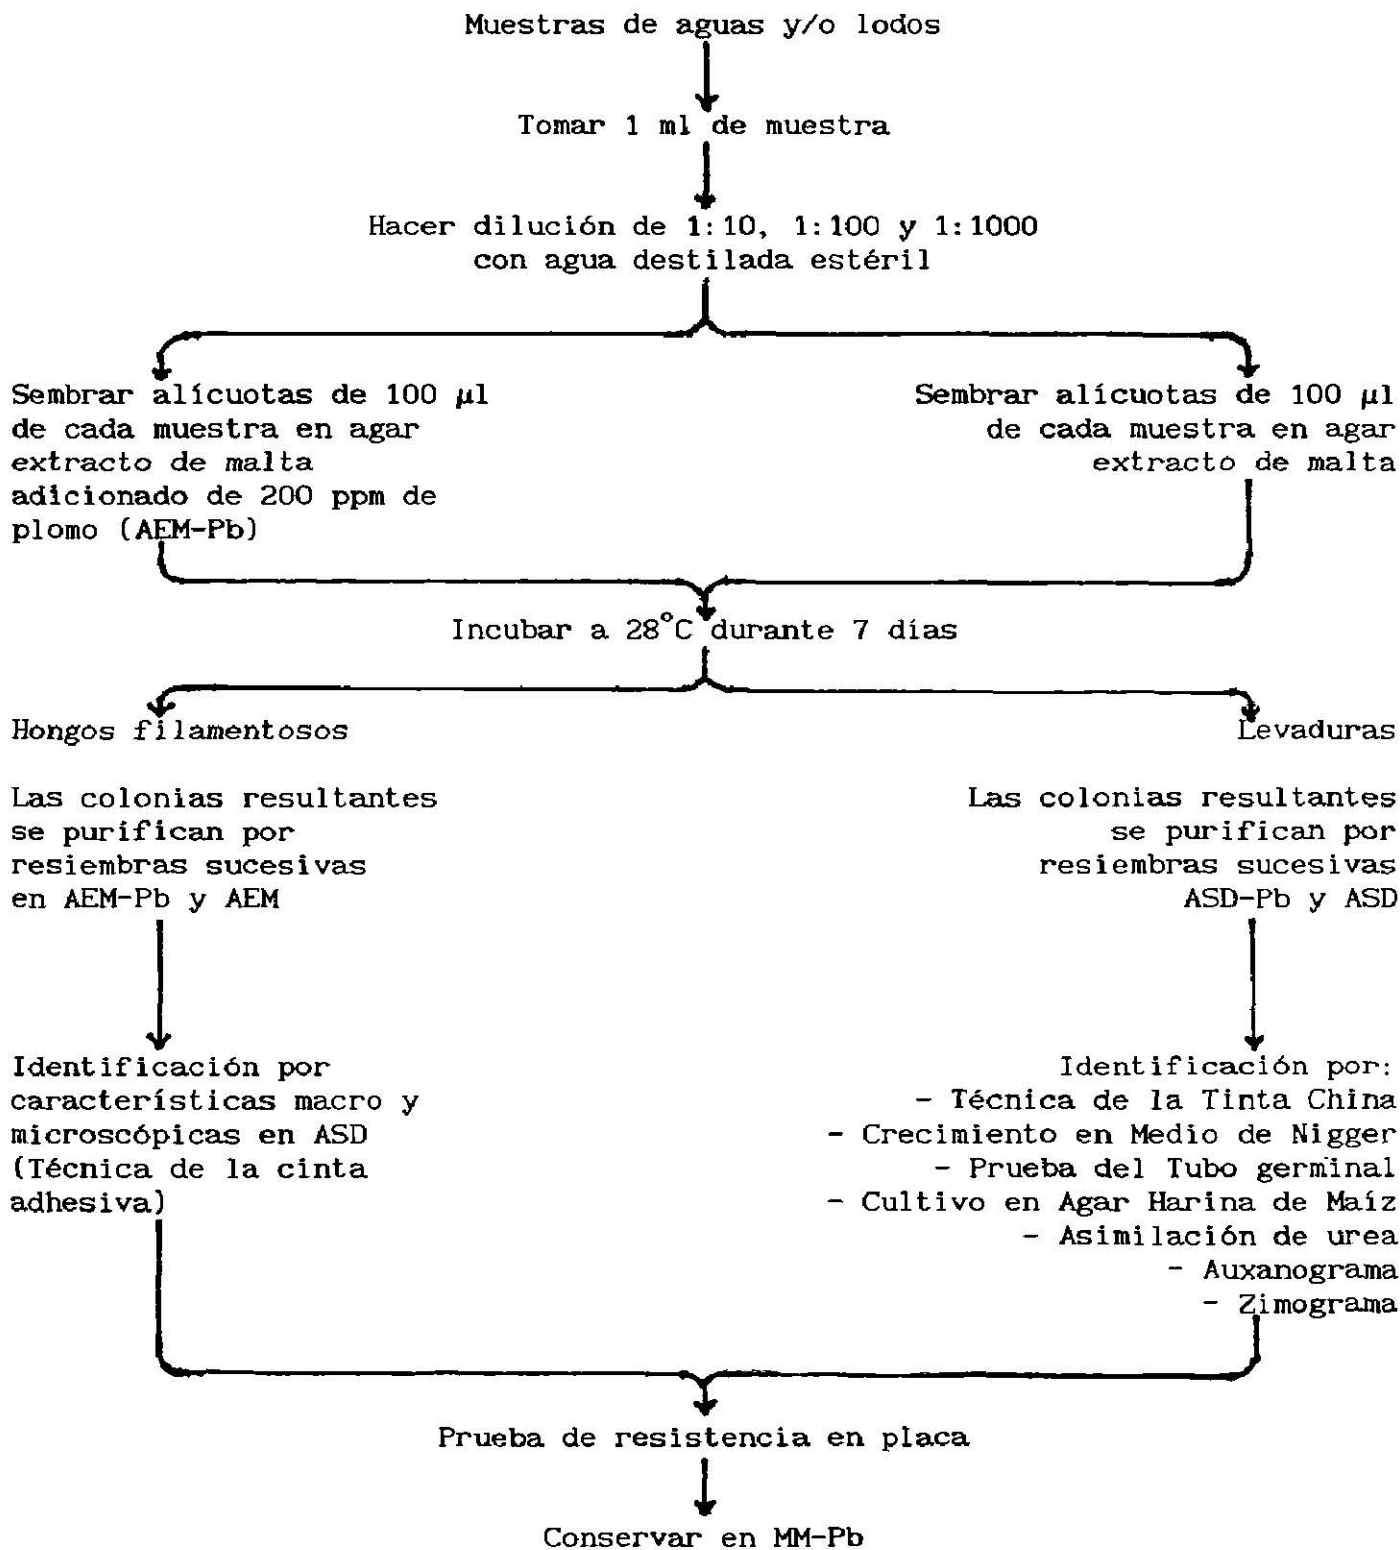 Muestras de aguas y/o lodos
Tomar 1 ml de muestra
Hacer dilución de 1:10, 1:100 y 1:1000
con agua destilada estéril
Sembrar alícuotas de 100 µl
de cada muestra en agar
extracto de malta
adicionado de 200 ppm de
plomo (AEM-Pb)
Sembrar alicuotas de 100 µl
de cada muestra en agar
extracto de malta
Incubar a 28°C durante 7 días
Hongos filamentosos
Las colonias resultantes
se purifican por
resiembras sucesivas
en AEM-Pb y AEM
Levaduras
Las colonias resultantes
se purifican por
resiembras sucesivas
ASD-Pb y ASD
Identificación por
características macro y
microscópicas en ASD
(Técnica de la cinta
adhesiva)
Identificación por:
- Técnica de la Tinta China
- Crecimiento en Medio de Nigger
- Prueba del Tubo germinal
- Cultivo en Agar Harina de Maíz
- Asimilación de urea
- Auxanograma
- Zimograma
Prueba de resistencia en placa
Conservar en MM-Pb